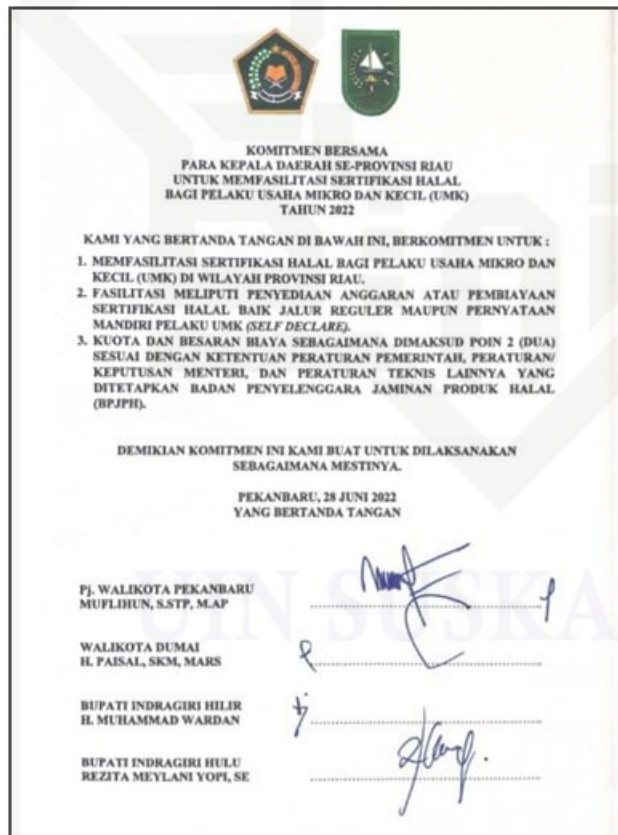 KOMITMEN BERSAMA
PARA KEPALA DAERAH SE-PROVINSI RIAU
UNTUK MEMFASILITASI SERTIFIKASI HALAL
BAGI PELAKU USAHA MIKRO DAN KECIL (UMK)
TAHUN 2022
KAMI YANG BERTANDA TANGAN DI BAWAH INI, BERKOMITMEN UNTUK :
1. MEMFASILITASI SERTIFIKASI HALAL BAGI PELAKU USAHA MIKRO DAN
KECIL (UMK) DI WILAYAH PROVINSI RIAU.
2. FASILITASI MELIPUTI PENYEDIAAN ANGGARAN ATAU PEMBIAYAAN
SERTIFIKASI HALAL BAIK JALUR REGULER MAUPUN PERNYATAAN
MANDIRI PELAKU UMK (SELF DECLARE).
3. KUOTA DAN BESARAN BIAYA SEBAGAIMANA DIMAKSUD POIN 2 (DUA)
SESUAI DENGAN KETENTUAN PERATURAN PEMERINTAH, PERATURAN/
KEPUTUSAN MENTERI, DAN PERATURAN TEKNIS LAINNYA YANG
DITETAPKAN BADAN PENYELENGGARA JAMINAN PRODUK HALAL
(BPJPH).
DEMIKIAN KOMITMEN INI KAMI BUAT UNTUK DILAKSANAKAN
SEBAGAIMANA MESTINYA.
PEKANBARU, 28 JUNI 2022
YANG BERTANDA TANGAN
Pj. WALIKOTA PEKANBARU
MUFLIHUN, S.STP, M.AP
WALIKOTA DUMAI
H. PAISAL, SKM, MARS
BUPATI INDRAGIRI HILIR
H. MUHAMMAD WARDAN
BUPATI INDRAGIRI HULU
REZITA MEYLANI YOPI, SE
UIN SUSKA